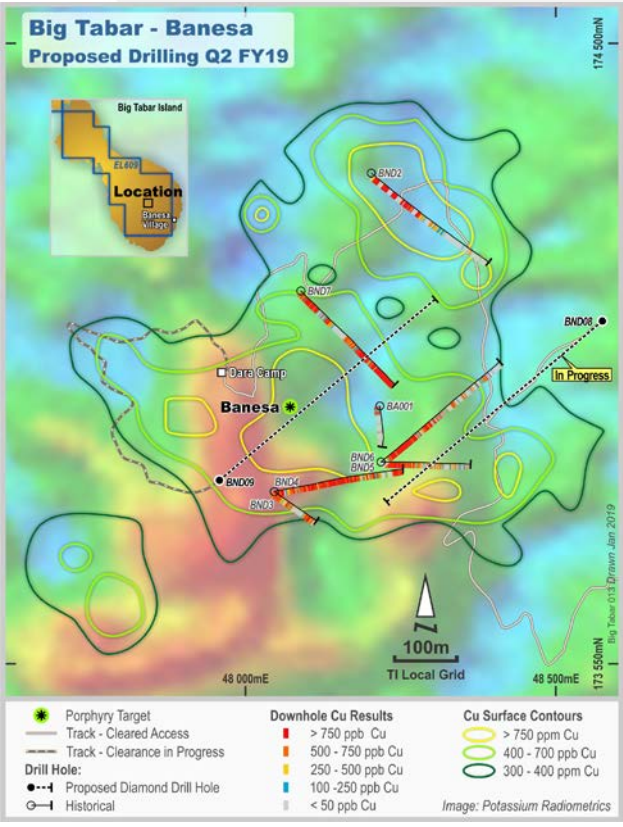 Big Tabar - Banesa
Proposed Drilling Q2 FY19
174 500mN
Big Tabar Island
EL609
Location
Banesa
Village
BND2
BND7
BND08
In Progress
Dara Camp
Banesa
BA001
BND6
BND5
BND09
BND4
BND3
Big Tabar 013 Drawn Jan 2019
N
100m
TI Local Grid
48 000mE
48 500mE
173 550mN
Porphyry Target
Track - Cleared Access
Track - Clearance in Progress
Drill Hole:
Proposed Diamond Drill Hole
Historical
Downhole Cu Results
> 750 ppb Cu
500 - 750 ppb Cu
250 - 500 ppb Cu
100 -250 ppb Cu
< 50 ppb Cu
Cu Surface Contours
> 750 ppm Cu
400 - 700 ppb Cu
300 - 400 ppm Cu
Image: Potassium Radiometrics